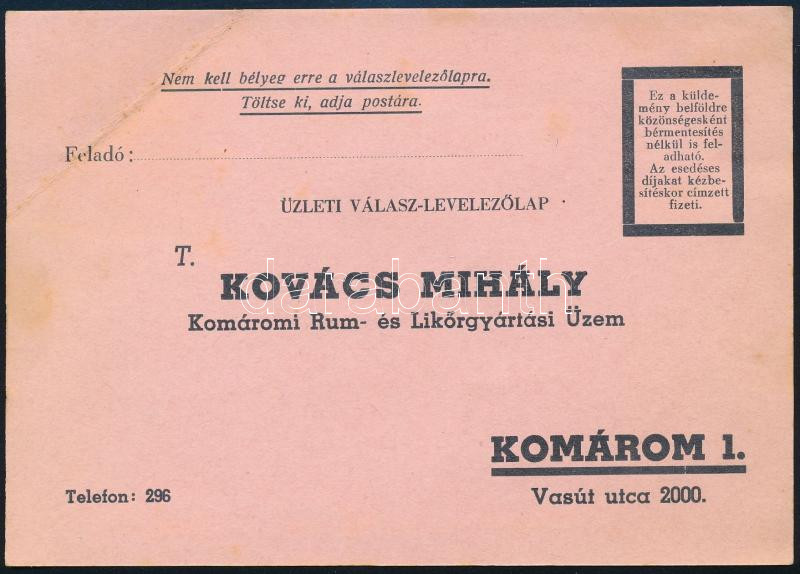 Nem kell bélyeg erre a válaszlevelezőlapra.
Töltse ki, adja postára.
Ez a külde-
mény belföldre
közönségesként
bérmentesítés
nélkül is fel-
adható.
Az esedéses
díjakat kézbe-
sítéskor címzett
fizeti.
Feladó:
ÜZLETI VÁLASZ-LEVELEZŐLAP
T.
KOVÁCS MIHÁLY
darabanth
Komáromi Rum- és Likőrgyártási Üzem
KOMÁROM 1.
Telefon: 296
Vasút utca 2000.